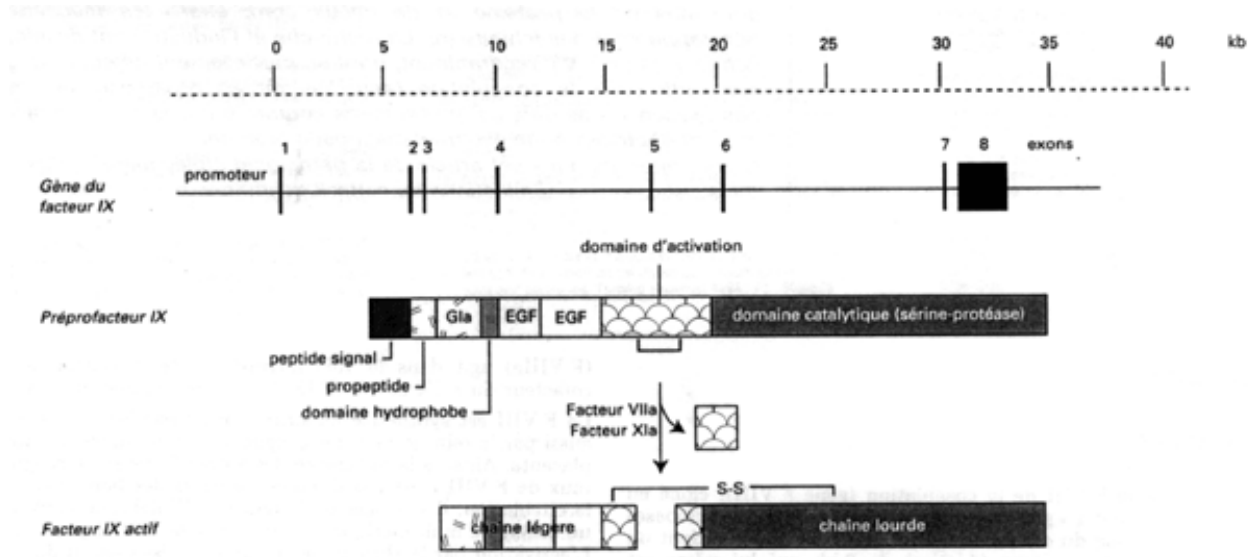 0 5 10 15 20 25 30 35 40 kb
1 2 3 4 5 6 7 8 exons
promoteur
Gène du
facteur IX
domaine d'activation
Préprofacteur IX
Gla EGF EGF domaine catalytique (sérine-protéase)
peptide signal
propeptide
domaine hydrophobe
Facteur VIIa
Facteur XIa
S-S
Facteur IX actif
chaîne légère chaîne lourde